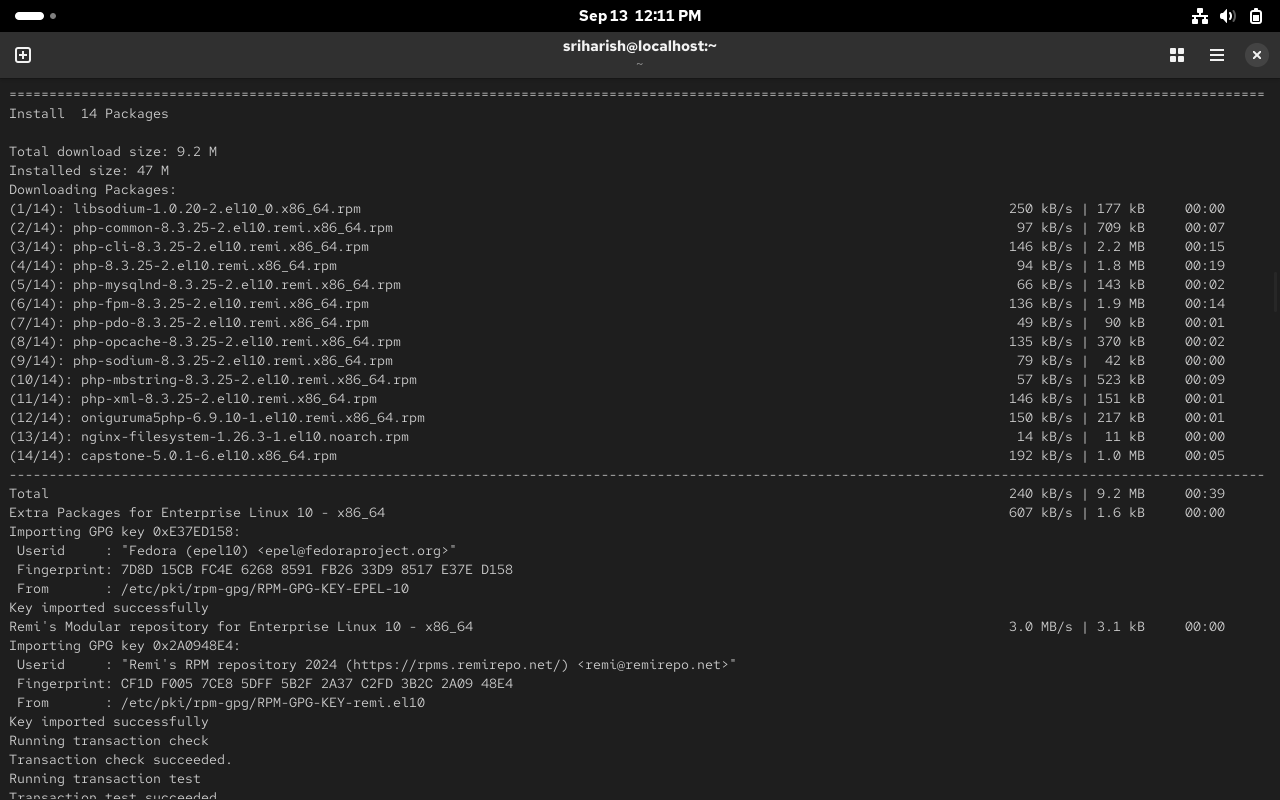 Sep 13 12:11 PM
sriharish@localhost:~
~
=============================================================================================================================================================
Install  14 Packages

Total download size: 9.2 M
Installed size: 47 M
Downloading Packages:
(1/14): libsodium-1.0.20-2.el10_0.x86_64.rpm                                                                                 250 kB/s | 177 kB     00:00
(2/14): php-common-8.3.25-2.el10.remi.x86_64.rpm                                                                              97 kB/s | 709 kB     00:07
(3/14): php-cli-8.3.25-2.el10.remi.x86_64.rpm                                                                                146 kB/s | 2.2 MB     00:15
(4/14): php-8.3.25-2.el10.remi.x86_64.rpm                                                                                     94 kB/s | 1.8 MB     00:19
(5/14): php-mysqlnd-8.3.25-2.el10.remi.x86_64.rpm                                                                             66 kB/s | 143 kB     00:02
(6/14): php-fpm-8.3.25-2.el10.remi.x86_64.rpm                                                                                136 kB/s | 1.9 MB     00:14
(7/14): php-pdo-8.3.25-2.el10.remi.x86_64.rpm                                                                                 49 kB/s |  90 kB     00:01
(8/14): php-opcache-8.3.25-2.el10.remi.x86_64.rpm                                                                            135 kB/s | 370 kB     00:02
(9/14): php-sodium-8.3.25-2.el10.remi.x86_64.rpm                                                                              79 kB/s |  42 kB     00:00
(10/14): php-mbstring-8.3.25-2.el10.remi.x86_64.rpm                                                                           57 kB/s | 523 kB     00:09
(11/14): php-xml-8.3.25-2.el10.remi.x86_64.rpm                                                                               146 kB/s | 151 kB     00:01
(12/14): oniguruma5php-6.9.10-1.el10.remi.x86_64.rpm                                                                         150 kB/s | 217 kB     00:01
(13/14): nginx-filesystem-1.26.3-1.el10.noarch.rpm                                                                            14 kB/s |  11 kB     00:00
(14/14): capstone-5.0.1-6.el10.x86_64.rpm                                                                                    192 kB/s | 1.0 MB     00:05
-------------------------------------------------------------------------------------------------------------------------------------------------------------
Total                                                                                                                        240 kB/s | 9.2 MB     00:39
Extra Packages for Enterprise Linux 10 - x86_64                                                                              607 kB/s | 1.6 kB     00:00
Importing GPG key 0xE37ED158:
 Userid     : "Fedora (epel10) <epel@fedoraproject.org>"
 Fingerprint: 7D8D 15CB FC4E 6268 8591 FB26 33D9 8517 E37E D158
 From       : /etc/pki/rpm-gpg/RPM-GPG-KEY-EPEL-10
Key imported successfully
Remi's Modular repository for Enterprise Linux 10 - x86_64                                                                   3.0 MB/s | 3.1 kB     00:00
Importing GPG key 0x2A0948E4:
 Userid     : "Remi's RPM repository 2024 (https://rpms.remirepo.net/) <remi@remirepo.net>"
 Fingerprint: CF1D F005 7CE8 5DFF 5B2F 2A37 C2FD 3B2C 2A09 48E4
 From       : /etc/pki/rpm-gpg/RPM-GPG-KEY-remi.el10
Key imported successfully
Running transaction check
Transaction check succeeded.
Running transaction test
Transaction test succeeded